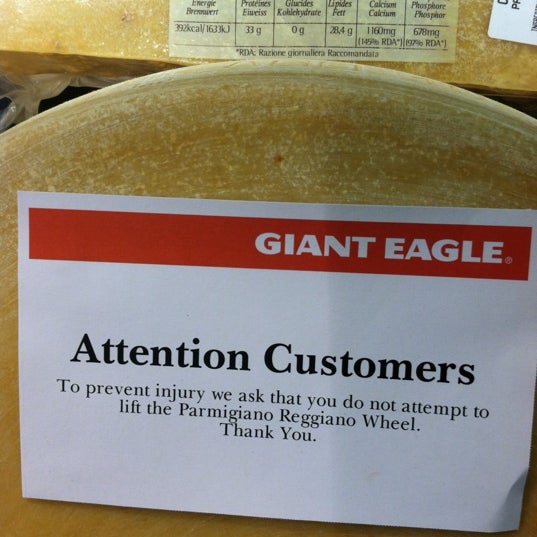 Energie Protéines Glucides Lipides Calcium Phosphore
Brennwert Eiweiss Kohlehydrate Fett Calcium Phosphor
392kcal/1633kJ 33 g 0 g 28,4 g 1160mg 678mg
(145% RDA*) (97% RDA*)
*RDA: Razione giornaliera Raccomandata
GIANT EAGLE®
Attention Customers
To prevent injury we ask that you do not attempt to
lift the Parmigiano Reggiano Wheel.
Thank You.